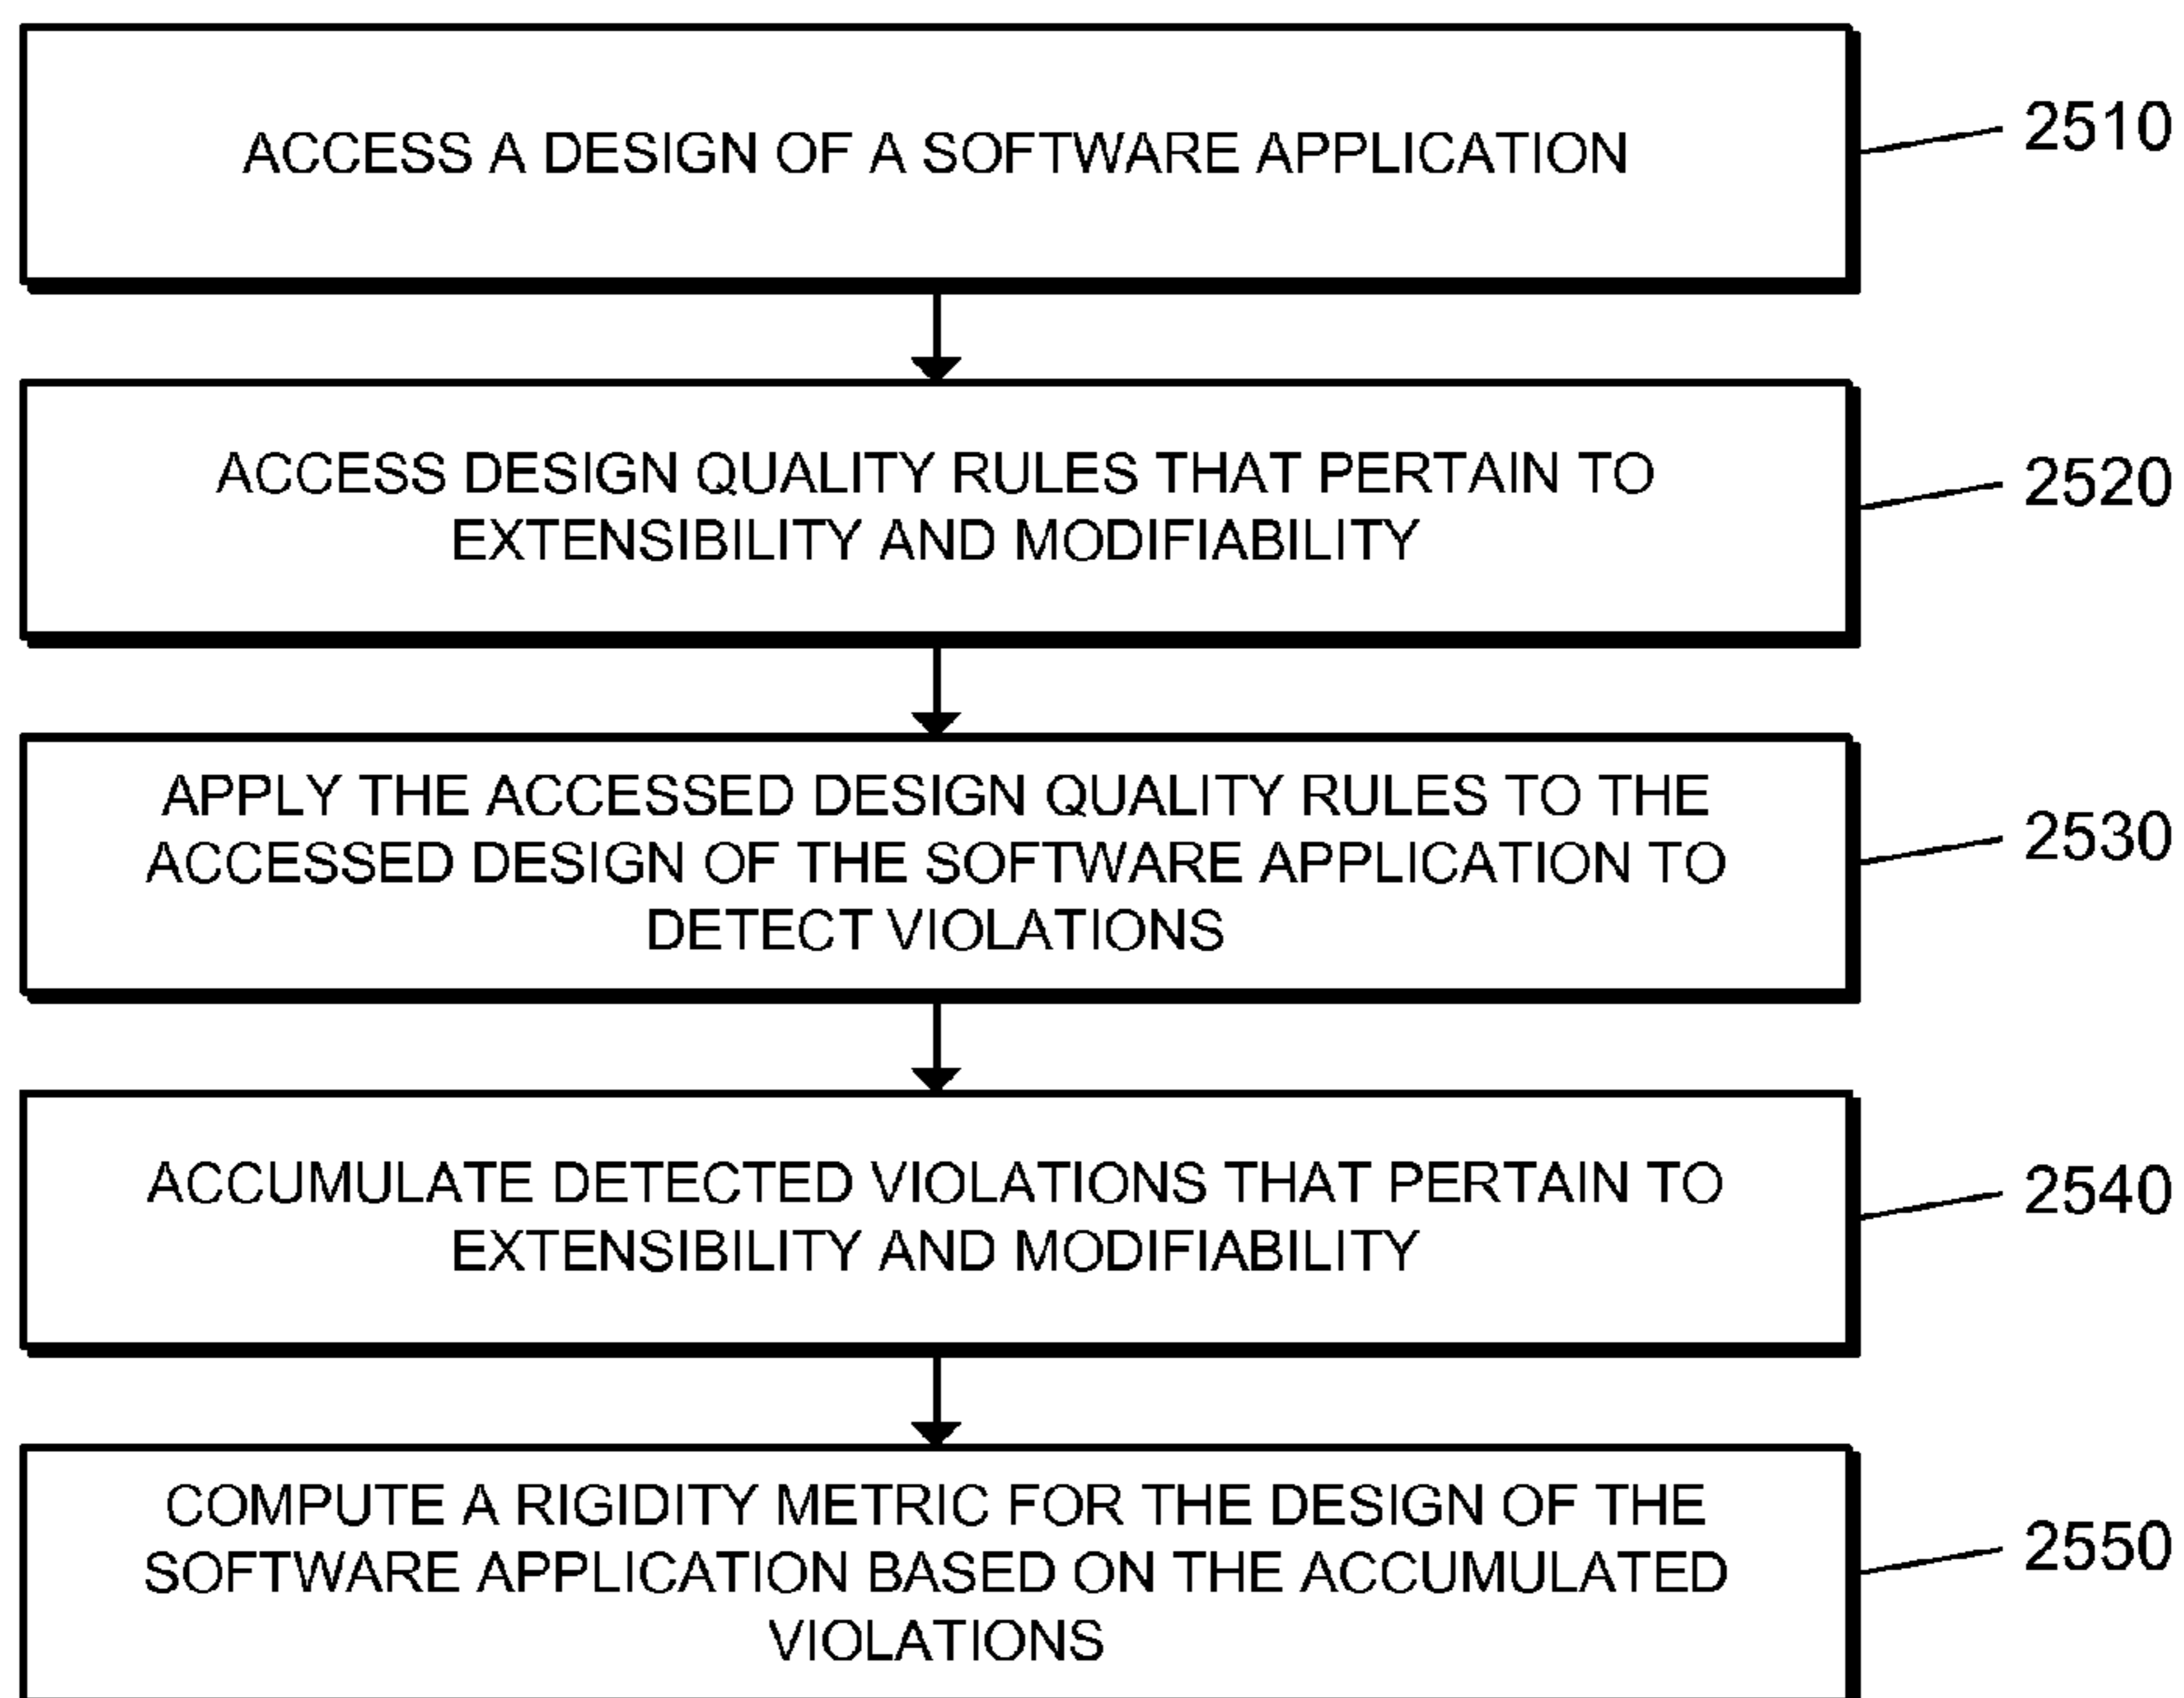 ACCESS A DESIGN OF A SOFTWARE APPLICATION
2510
ACCESS DESIGN QUALITY RULES THAT PERTAIN TO
EXTENSIBILITY AND MODIFIABILITY
2520
APPLY THE ACCESSED DESIGN QUALITY RULES TO THE
ACCESSED DESIGN OF THE SOFTWARE APPLICATION TO
DETECT VIOLATIONS
2530
ACCUMULATE DETECTED VIOLATIONS THAT PERTAIN TO
EXTENSIBILITY AND MODIFIABILITY
2540
COMPUTE A RIGIDITY METRIC FOR THE DESIGN OF THE
SOFTWARE APPLICATION BASED ON THE ACCUMULATED
VIOLATIONS
2550